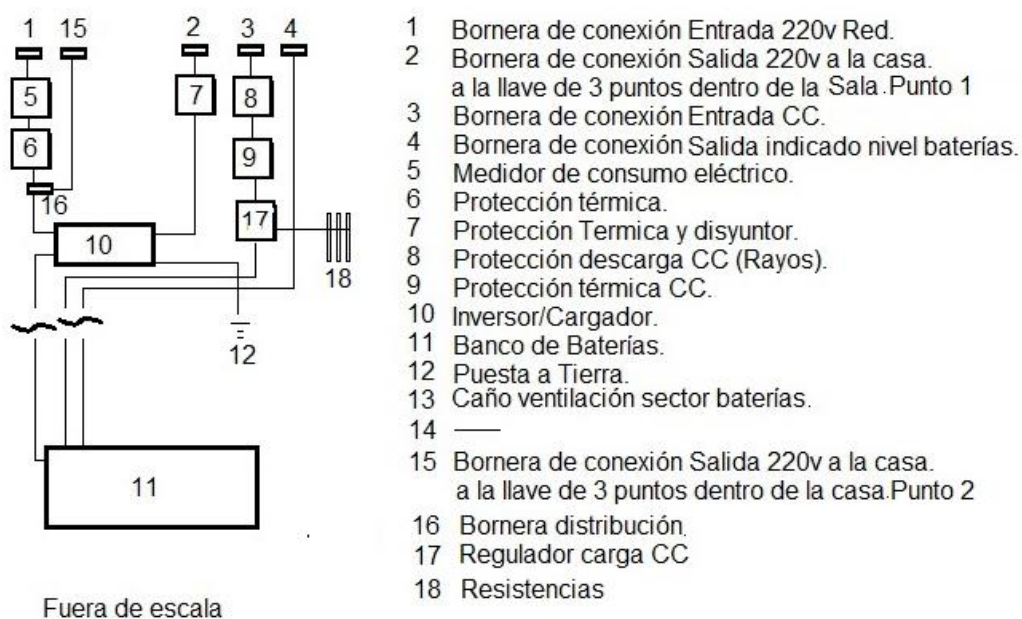 1 15 2 3 4
5 7 8
6 9
16 17
10 18
12
11
Fuera de escala
1 Bornera de conexión Entrada 220v Red.
2 Bornera de conexión Salida 220v a la casa.
a la llave de 3 puntos dentro de la Sala.Punto 1
3 Bornera de conexión Entrada CC.
4 Bornera de conexión Salida indicado nivel baterías.
5 Medidor de consumo eléctrico.
6 Protección térmica.
7 Protección Termica y disyuntor.
8 Protección descarga CC (Rayos).
9 Protección térmica CC.
10 Inversor/Cargador.
11 Banco de Baterías.
12 Puesta a Tierra.
13 Caño ventilación sector baterías.
14 ——
15 Bornera de conexión Salida 220v a la casa.
a la llave de 3 puntos dentro de la casa.Punto 2
16 Bornera distribución.
17 Regulador carga CC
18 Resistencias